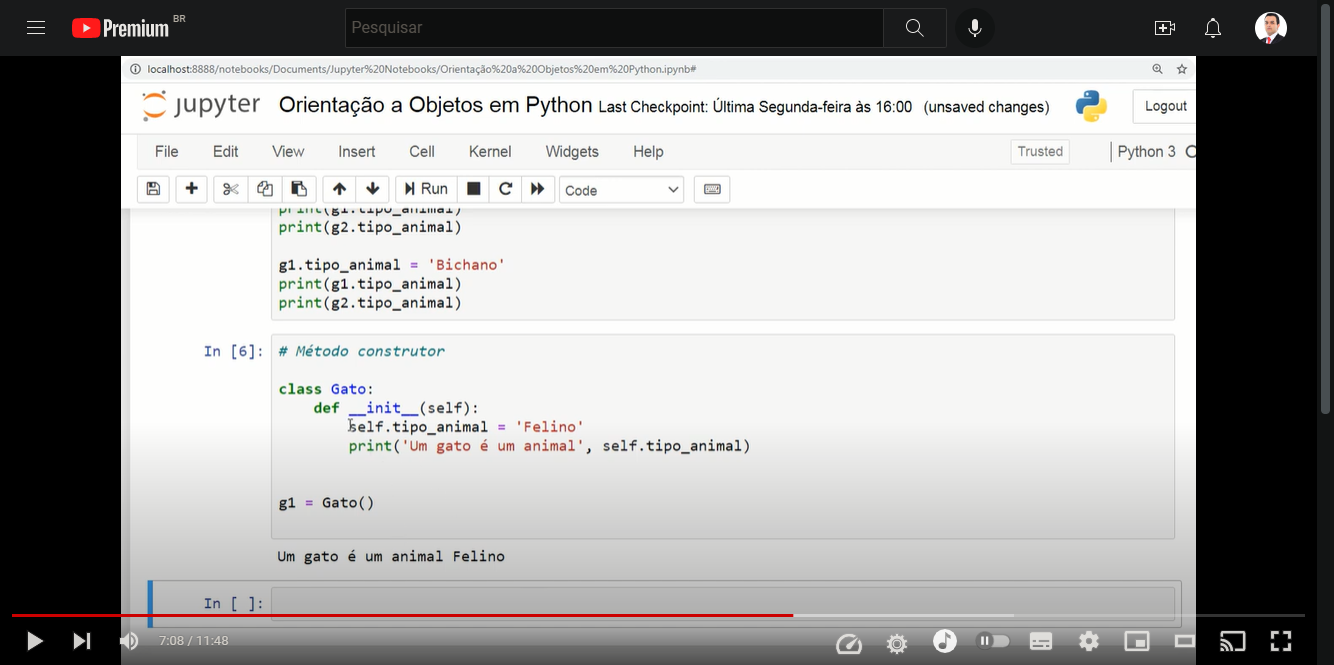 Premium BR
Pesquisar
localhost:8888/notebooks/Documents/Jupyter%20Notebooks/Orientação%20a%20Objetos%20em%20Python.ipynb#
jupyter Orientação a Objetos em Python Last Checkpoint: Última Segunda-feira às 16:00 (unsaved changes) Logout
File Edit View Insert Cell Kernel Widgets Help Trusted Python 3
Run Code
print(g1.tipo_animal)
print(g2.tipo_animal)
g1.tipo_animal = 'Bichano'
print(g1.tipo_animal)
print(g2.tipo_animal)
In [6]: # Método construtor
class Gato:
def __init__(self):
self.tipo_animal = 'Felino'
print('Um gato é um animal', self.tipo_animal)
g1 = Gato()
Um gato é um animal Felino
In [ ]:
7:08 / 11:48